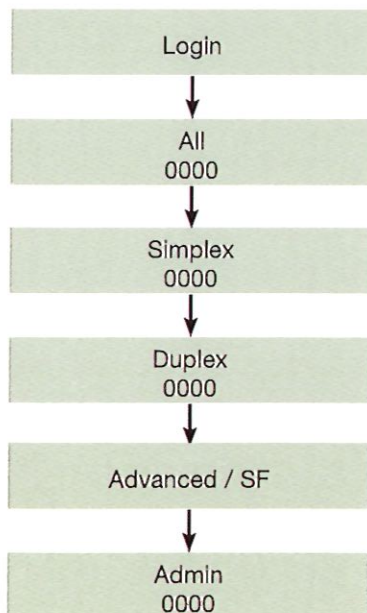 Login
All
0000
Simplex
0000
Duplex
0000
Advanced / SF
Admin
0000